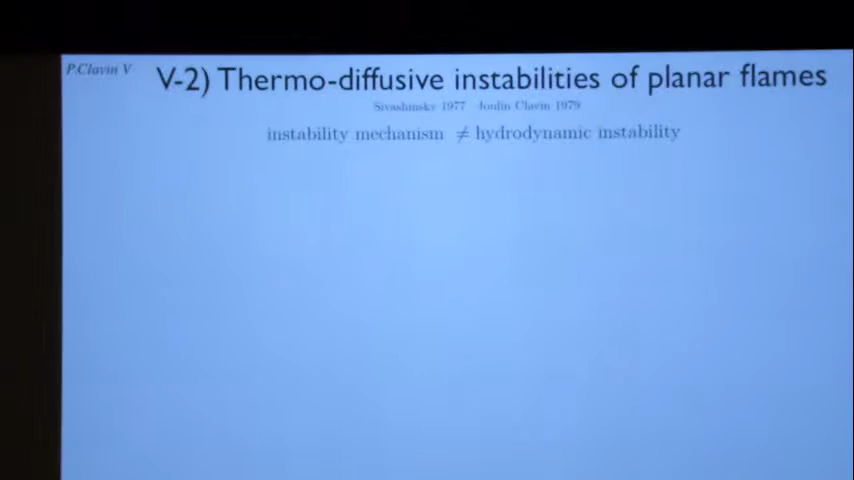 P.Clavin V
V-2) Thermo-diffusive instabilities of planar flames
Sivashinsky 1977 Joulin Clavin 1979
instability mechanism ≠ hydrodynamic instability